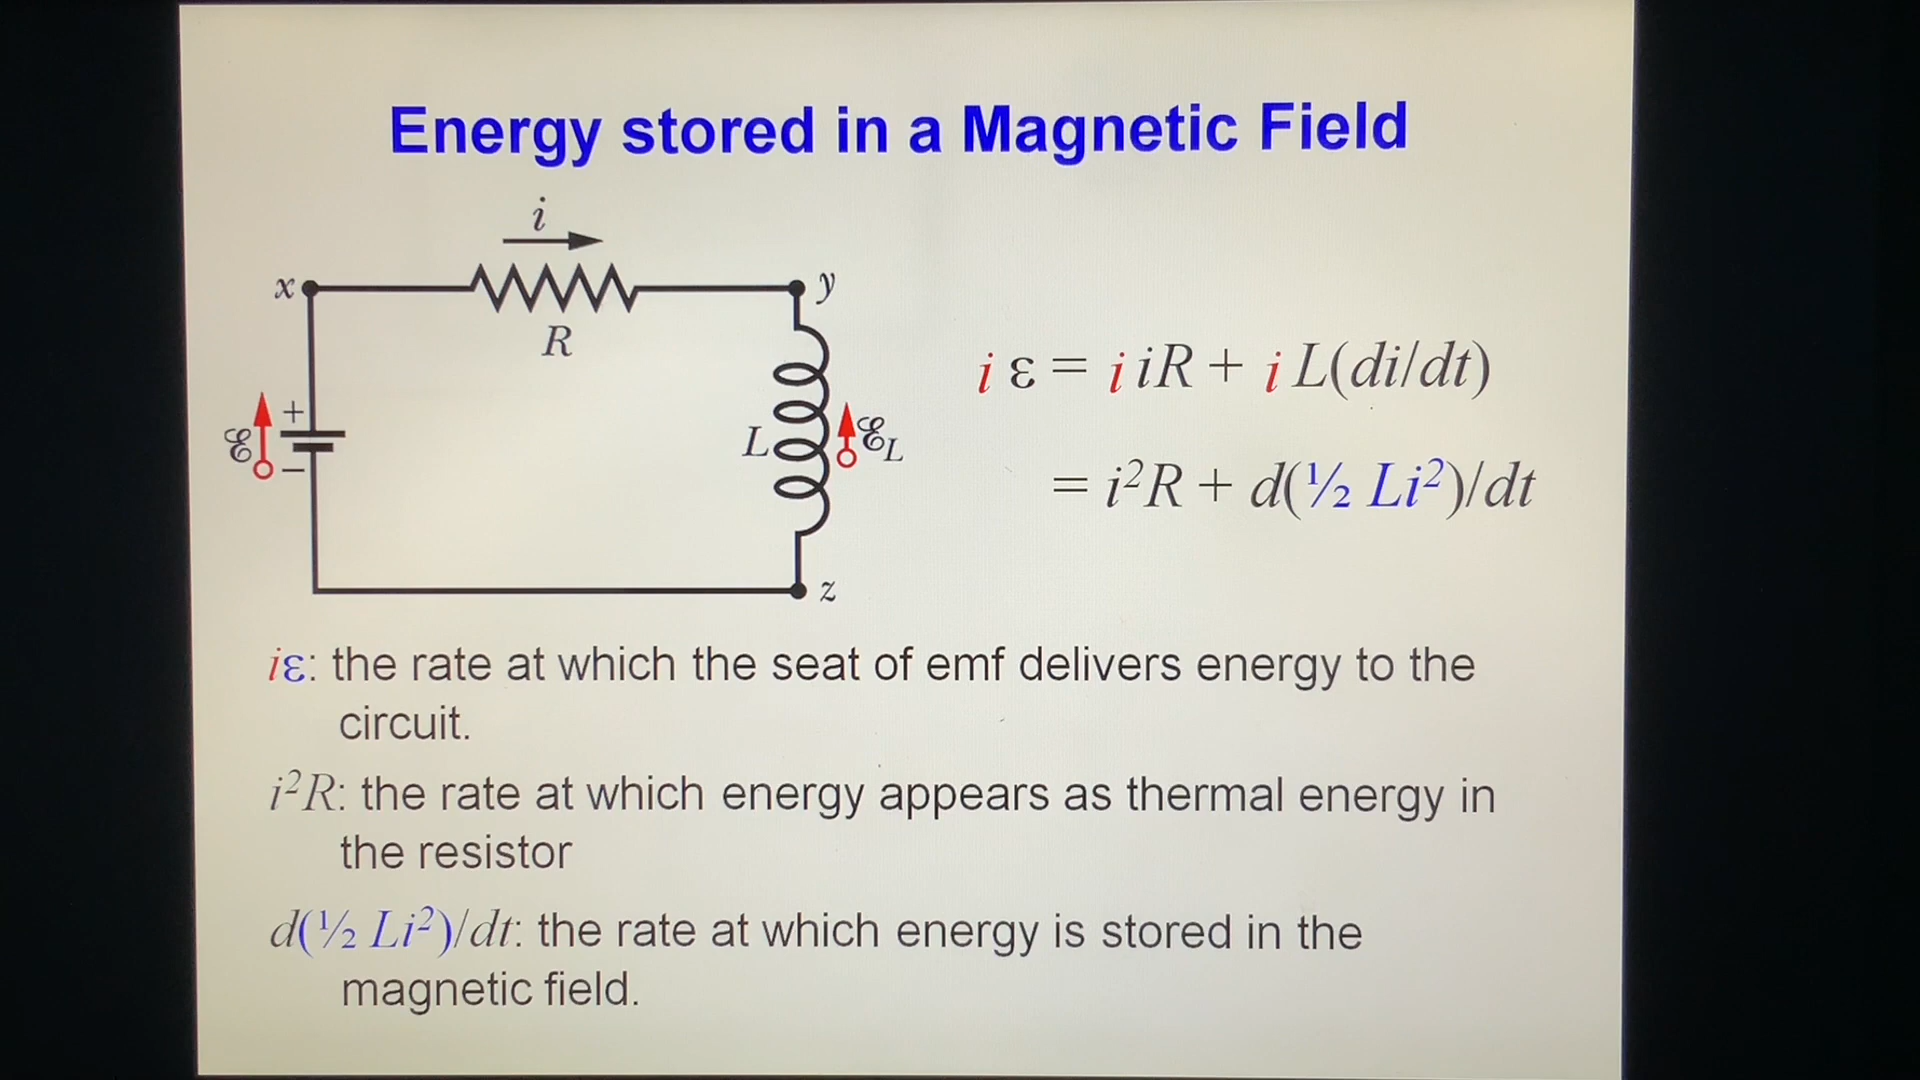 Energy stored in a Magnetic Field
i
x
y
R
i ε = i iR + i L(di/dt)
+
ℰ
−
L
ℰL
= i²R + d(½ Li²)/dt
z
iε: the rate at which the seat of emf delivers energy to the
circuit.
i²R: the rate at which energy appears as thermal energy in
the resistor
d(½ Li²)/dt: the rate at which energy is stored in the
magnetic field.